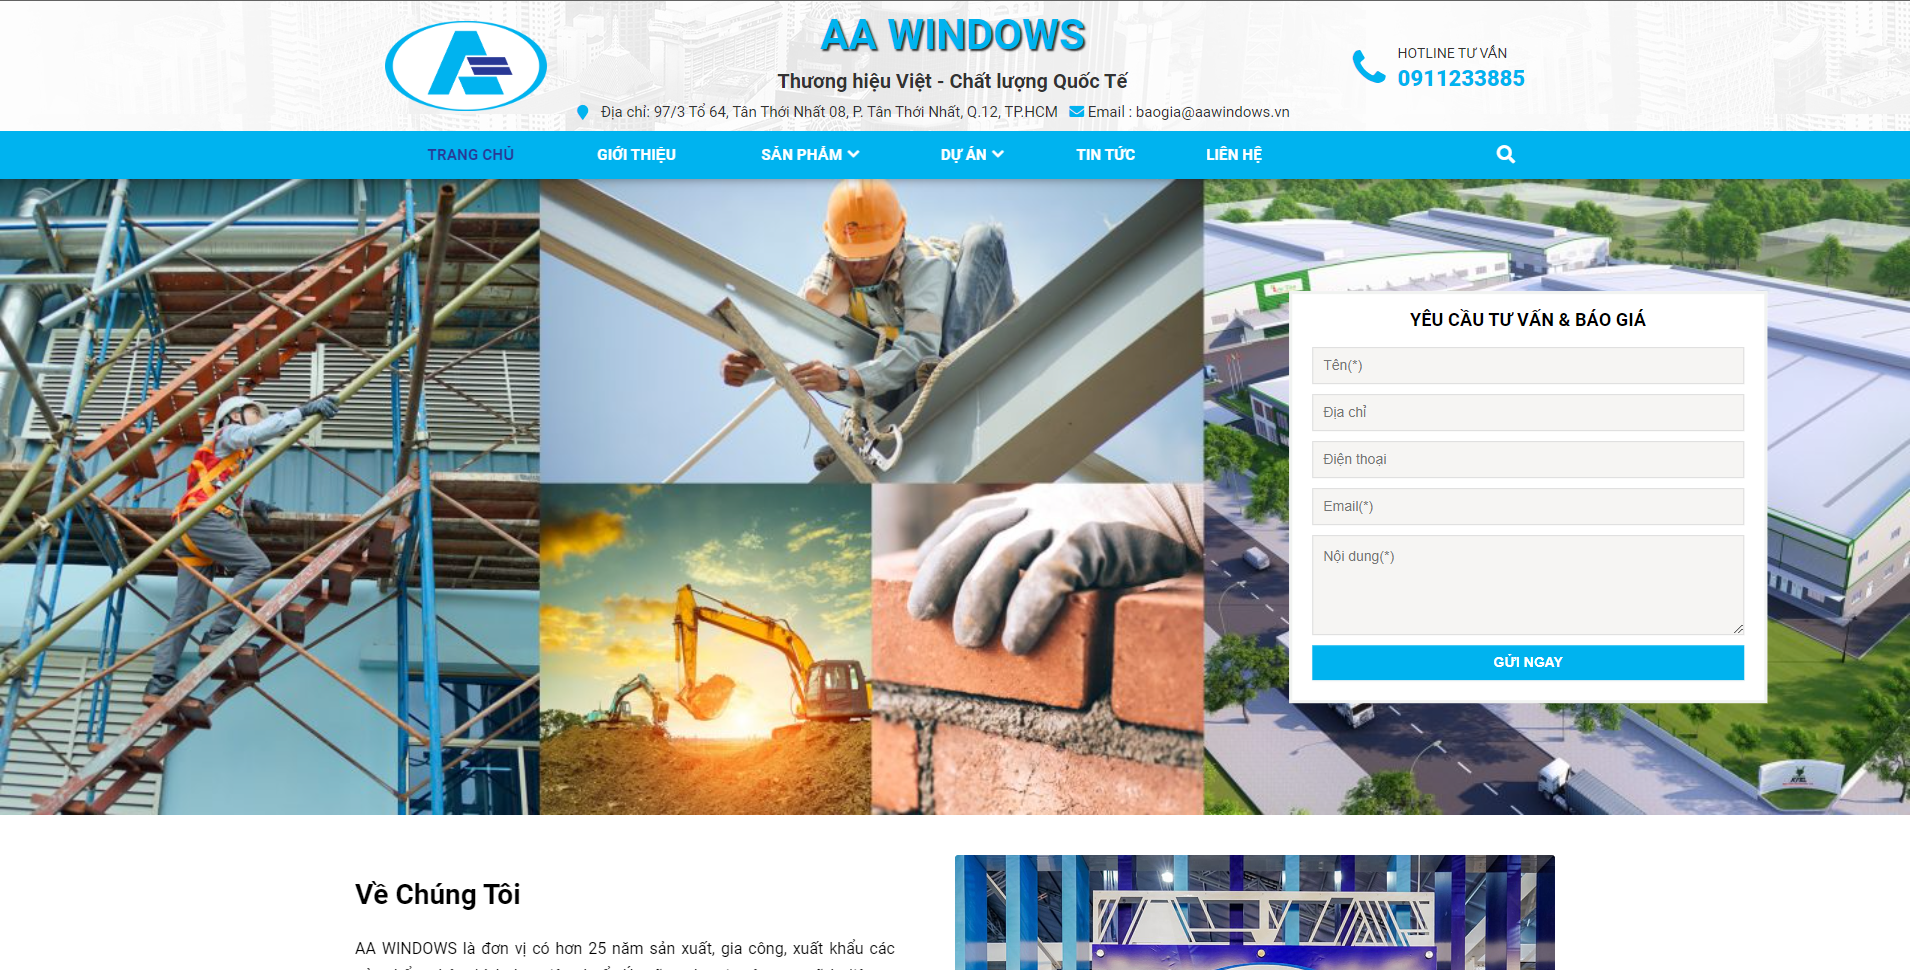 AA WINDOWS
Thương hiệu Việt - Chất lượng Quốc Tế
Địa chỉ: 97/3 Tổ 64, Tân Thới Nhất 08, P. Tân Thới Nhất, Q.12, TP.HCM Email : baogia@aawindows.vn
HOTLINE TƯ VẤN
0911233885
TRANG CHỦ GIỚI THIỆU SẢN PHẨM DỰ ÁN TIN TỨC LIÊN HỆ
YÊU CẦU TƯ VẤN & BÁO GIÁ
Tên(*)
Địa chỉ
Điện thoại
Email(*)
Nội dung(*)
GỬI NGAY
Về Chúng Tôi
AA WINDOWS là đơn vị có hơn 25 năm sản xuất, gia công, xuất khẩu các